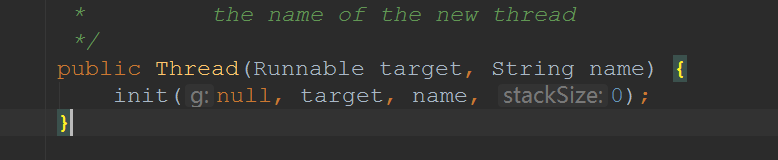 *          the name of the new thread
*/
public Thread(Runnable target, String name) {
    init( g: null, target, name,  stackSize: 0);
}